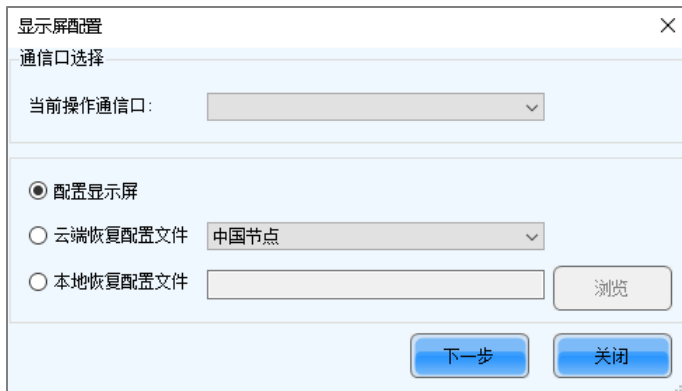 显示屏配置
通信口选择
当前操作通信口:
配置显示屏
云端恢复配置文件 中国节点
本地恢复配置文件 浏览
下一步 关闭